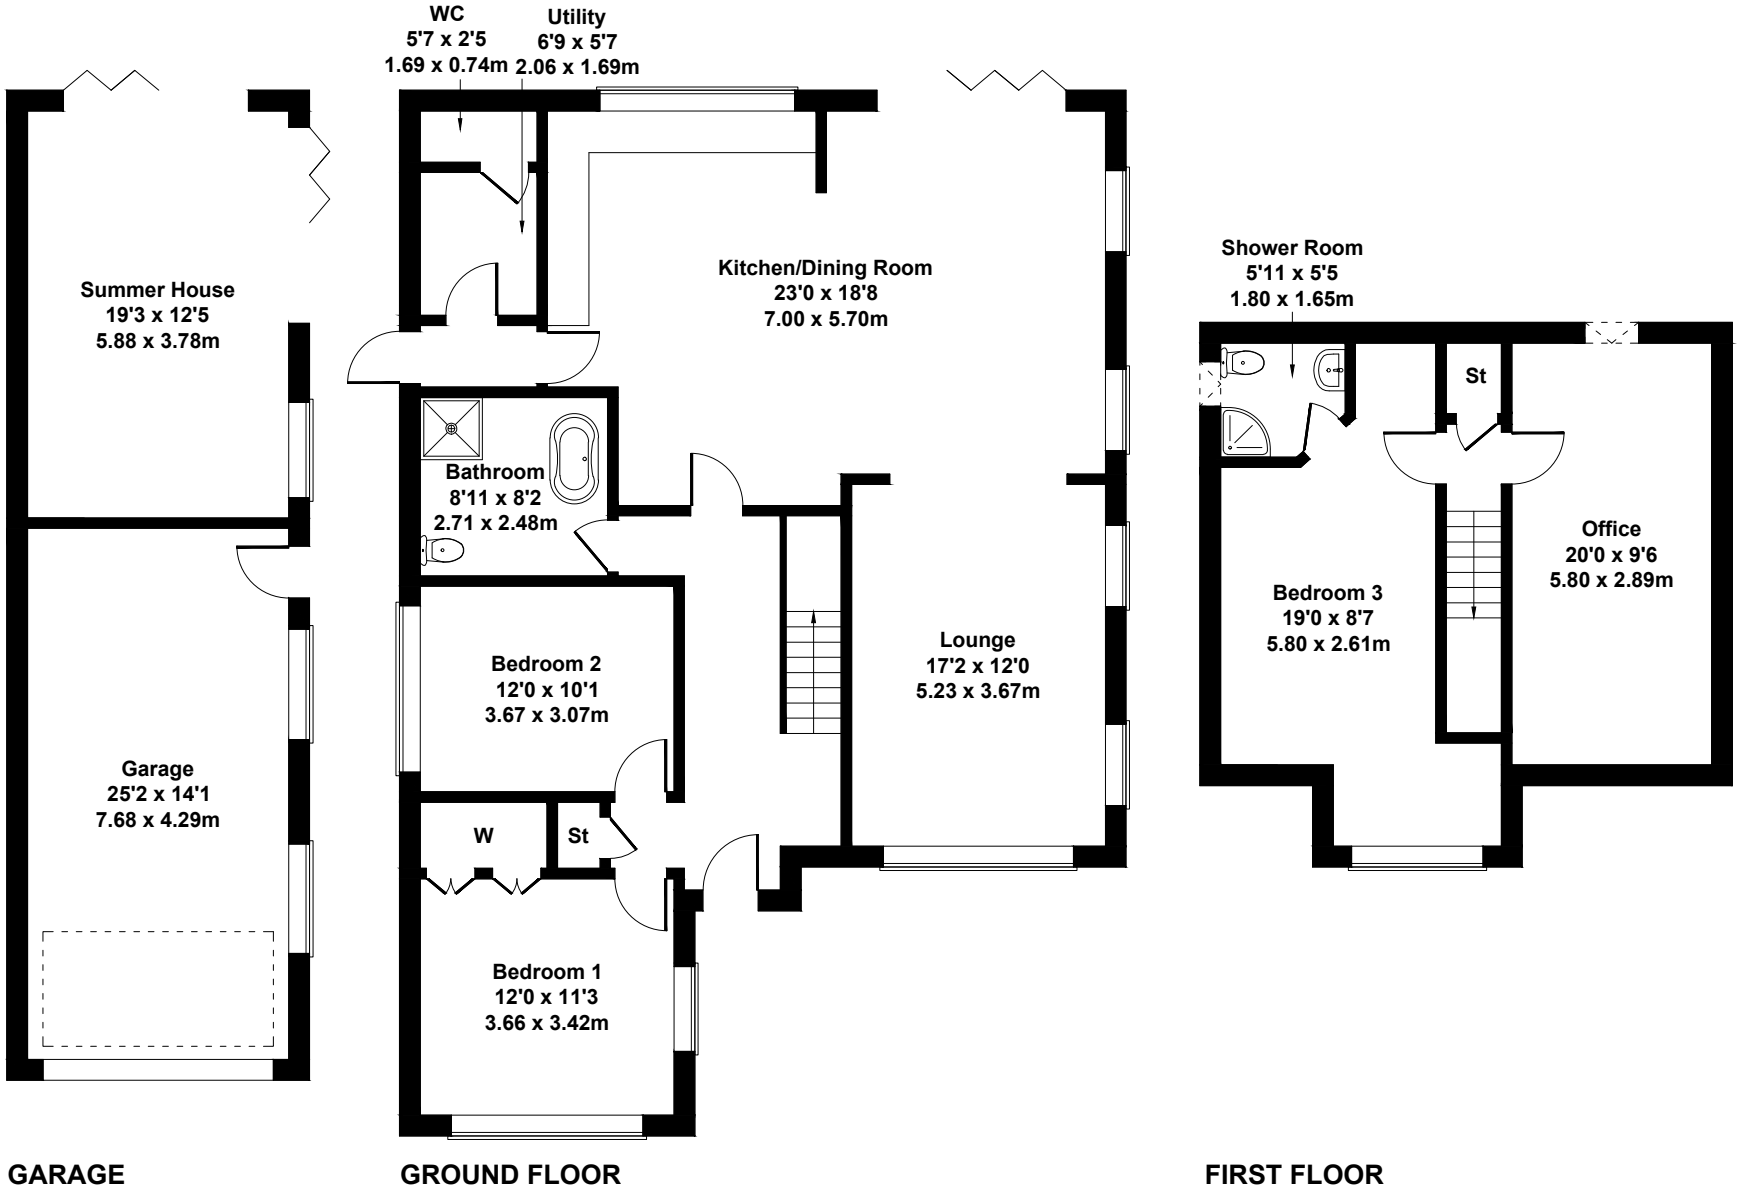 WC
5'7 x 2'5
1.69 x 0.74m
Utility
6'9 x 5'7
2.06 x 1.69m
Summer House
19'3 x 12'5
5.88 x 3.78m
Kitchen/Dining Room
23'0 x 18'8
7.00 x 5.70m
Shower Room
5'11 x 5'5
1.80 x 1.65m
St
Bathroom
8'11 x 8'2
2.71 x 2.48m
Office
20'0 x 9'6
5.80 x 2.89m
Bedroom 3
19'0 x 8'7
5.80 x 2.61m
Bedroom 2
12'0 x 10'1
3.67 x 3.07m
Lounge
17'2 x 12'0
5.23 x 3.67m
Garage
25'2 x 14'1
7.68 x 4.29m
W
St
Bedroom 1
12'0 x 11'3
3.66 x 3.42m
GARAGE
GROUND FLOOR
FIRST FLOOR